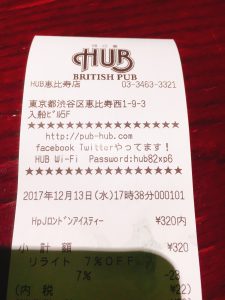 HUB
BRITISH PUB
HUB恵比寿店 03-3463-3321
東京都渋谷区恵比寿西1-9-3
入船ビル5F
★★★★★★★★★★★★★★★★★★★★
http://pub-hub.com
facebook Twitterやってます!
HUB Wi-Fi Password:hub82xp6
★★★★★★★★★★★★★★★★★★★★
2017年12月13日(水)17時38分000101
HpJロンドンアイスティー ¥320内
小 計 額 ¥320
リライト 7%OFF
7% -23
(内 税 ¥22)